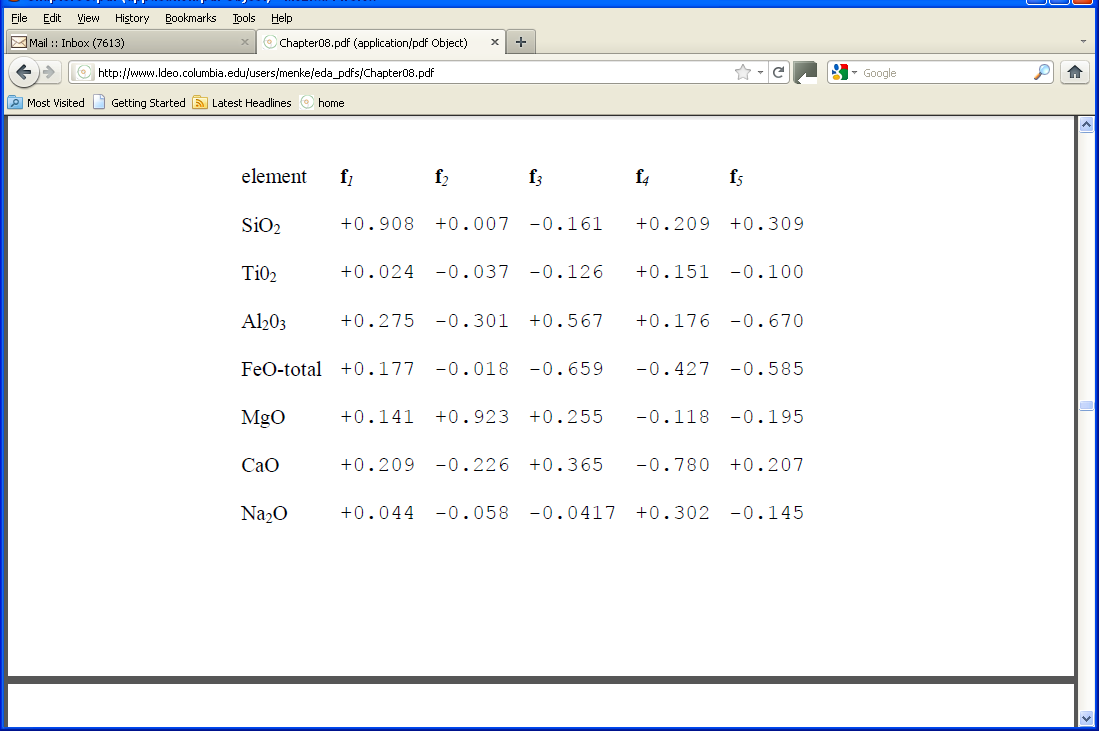 File Edit View History Bookmarks Tools Help
Mail :: Inbox (7613) Chapter08.pdf (application/pdf Object)
http://www.ldeo.columbia.edu/users/menke/eda_pdfs/Chapter08.pdf Google
Most Visited Getting Started Latest Headlines home
element f1 f2 f3 f4 f5
SiO2 +0.908 +0.007 -0.161 +0.209 +0.309
Ti02 +0.024 -0.037 -0.126 +0.151 -0.100
Al203 +0.275 -0.301 +0.567 +0.176 -0.670
FeO-total +0.177 -0.018 -0.659 -0.427 -0.585
MgO +0.141 +0.923 +0.255 -0.118 -0.195
CaO +0.209 -0.226 +0.365 -0.780 +0.207
Na2O +0.044 -0.058 -0.0417 +0.302 -0.145